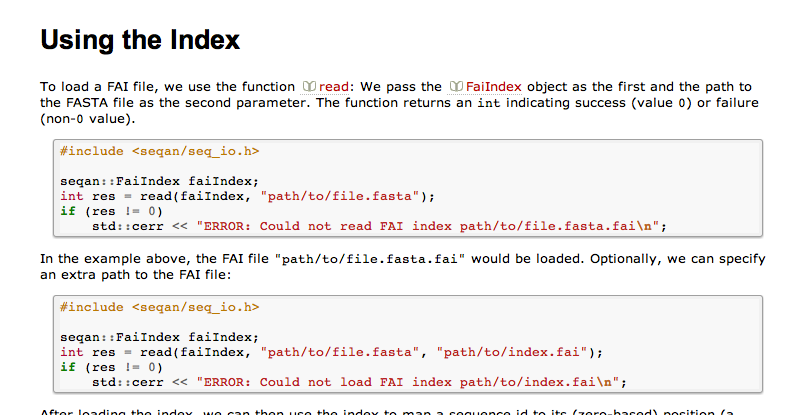 Using the Index
To load a FAI file, we use the function read: We pass the FaiIndex object as the first and the path to
the FASTA file as the second parameter. The function returns an int indicating success (value 0) or failure
(non-0 value).
#include <seqan/seq_io.h>
seqan::FaiIndex faiIndex;
int res = read(faiIndex, "path/to/file.fasta");
if (res != 0)
    std::cerr << "ERROR: Could not read FAI index path/to/file.fasta.fai\n";
In the example above, the FAI file "path/to/file.fasta.fai" would be loaded. Optionally, we can specify
an extra path to the FAI file:
#include <seqan/seq_io.h>
seqan::FaiIndex faiIndex;
int res = read(faiIndex, "path/to/file.fasta", "path/to/index.fai");
if (res != 0)
    std::cerr << "ERROR: Could not load FAI index path/to/index.fai\n";
After loading the index, we can then use the index to map a sequence id to its (zero-based) position (a